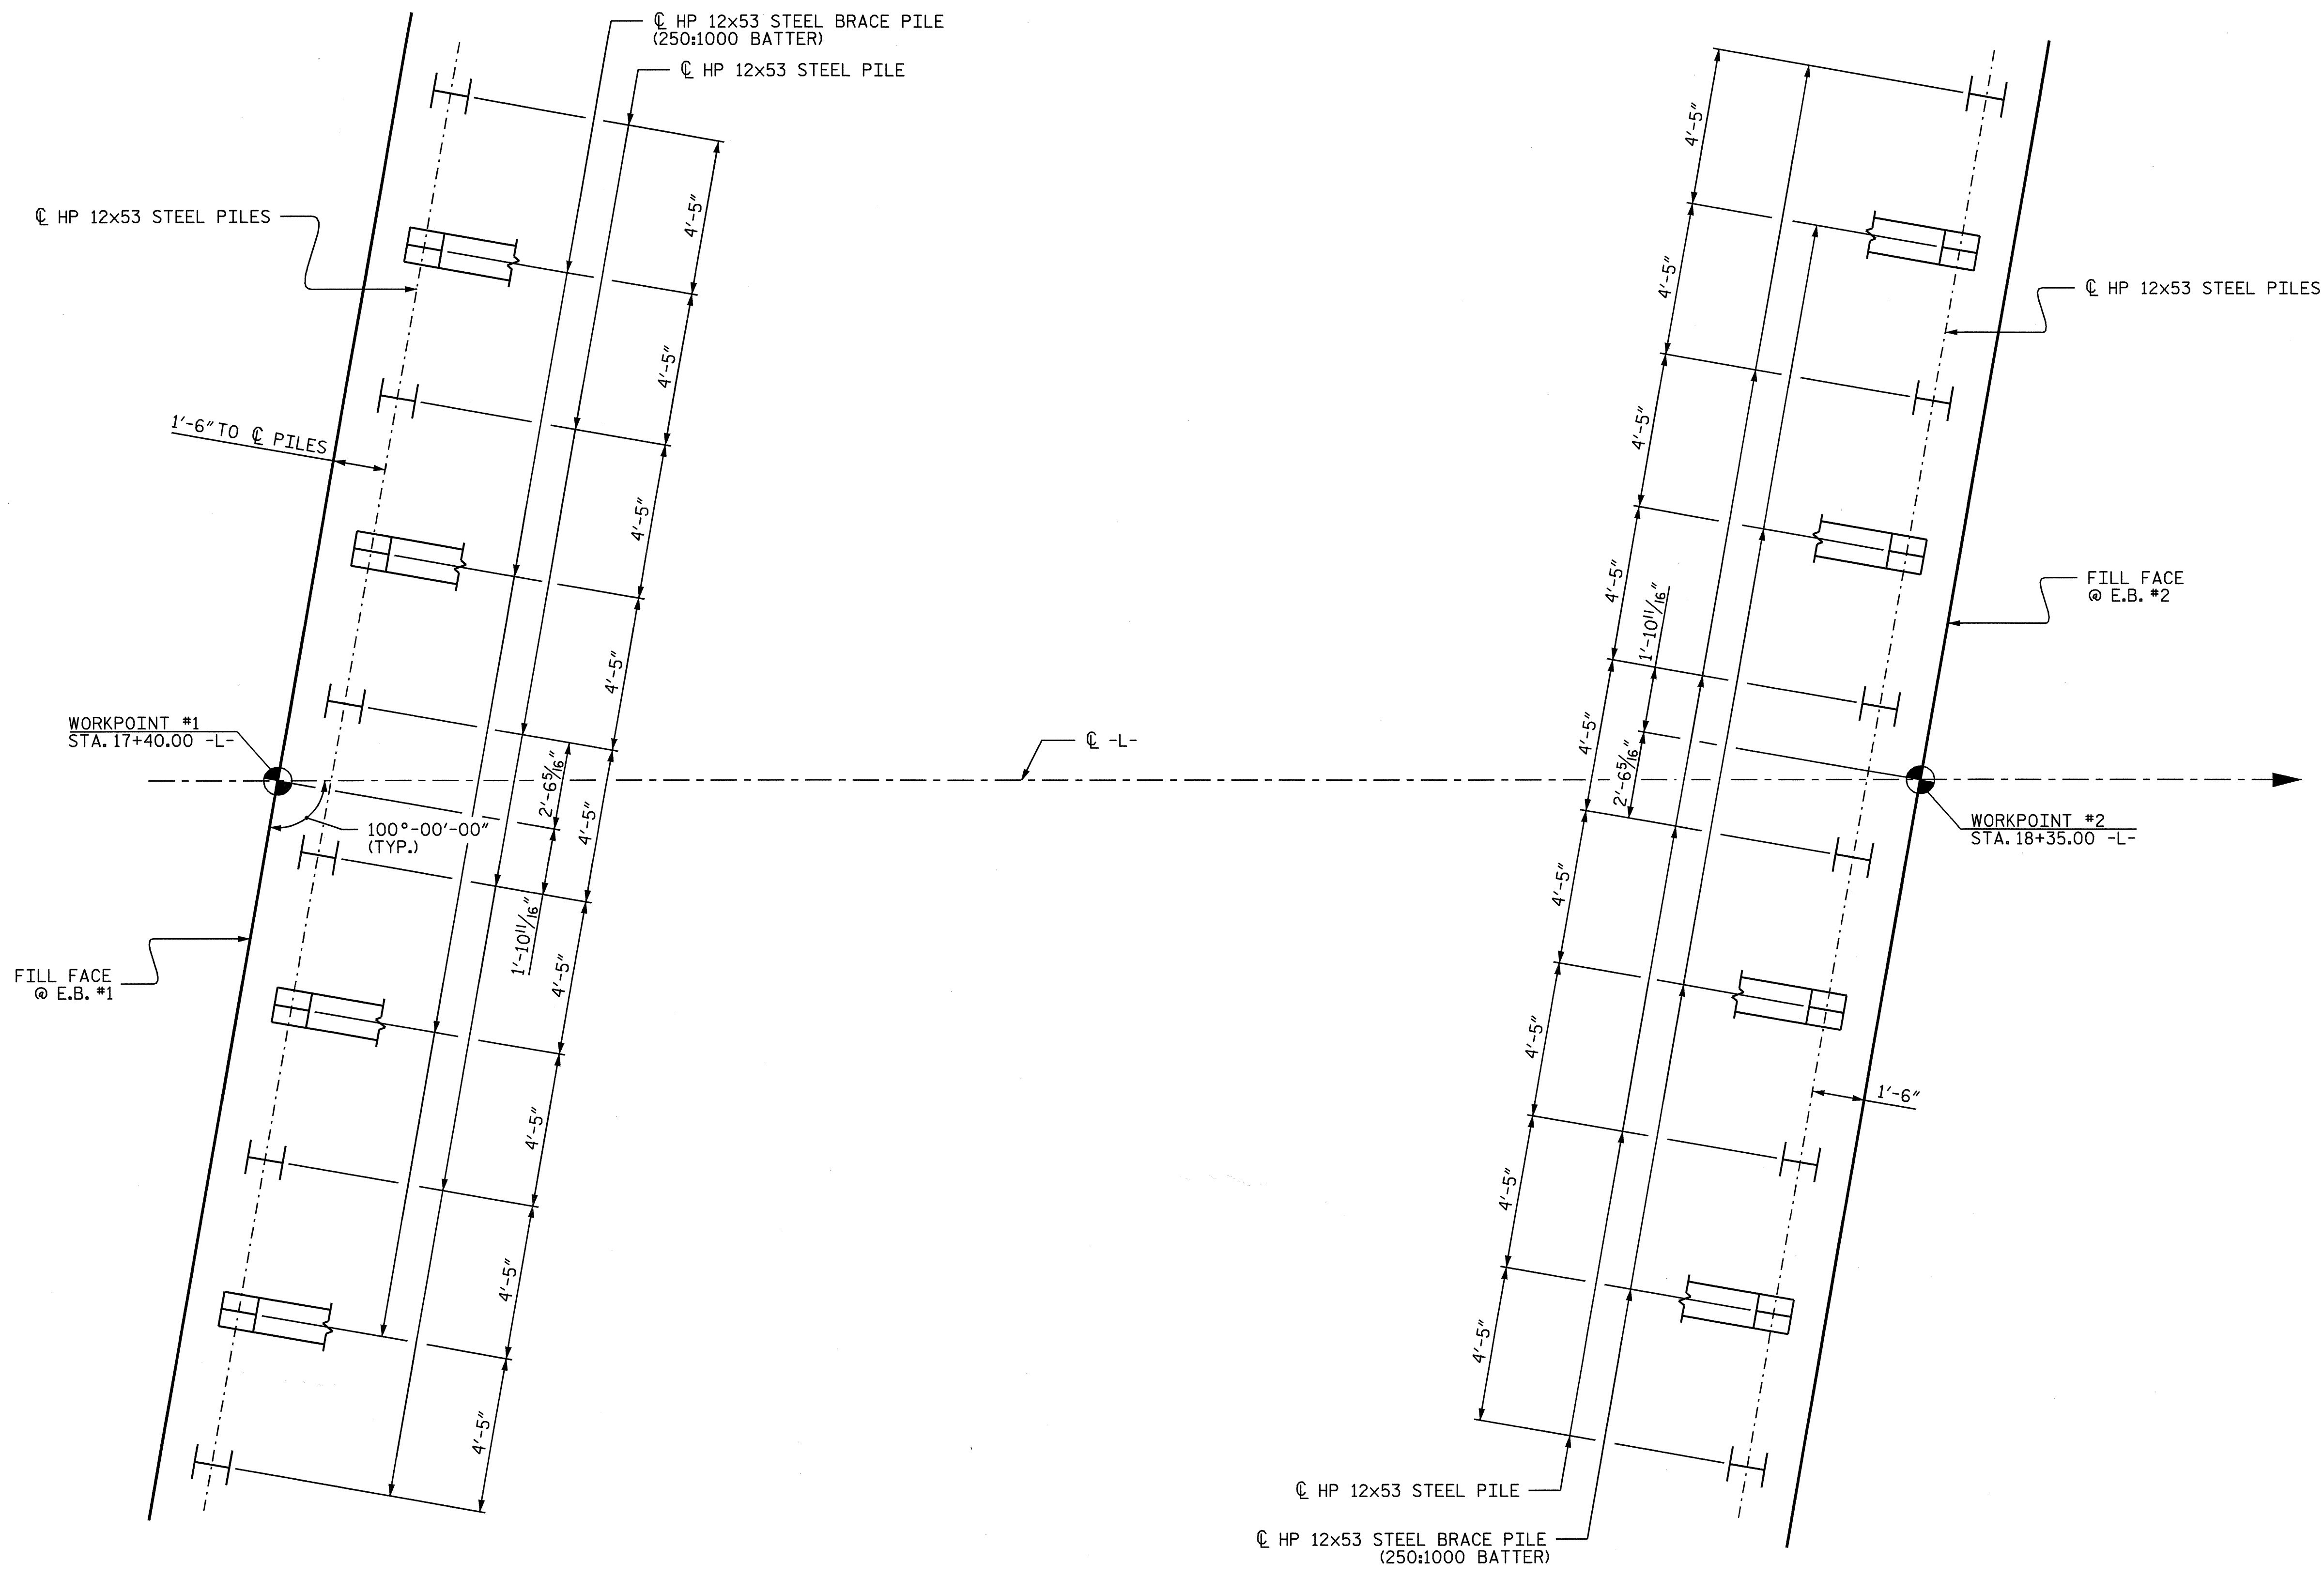 ℄ HP 12x53 STEEL BRACE PILE
(250:1000 BATTER)
℄ HP 12x53 STEEL PILE
℄ HP 12x53 STEEL PILES
1'-6" TO ℄ PILES
4'-5"
4'-5"
4'-5"
4'-5"
4'-5"
4'-5"
4'-5"
4'-5"
4'-5"
2'-6 5/16"
1'-10 11/16"
WORKPOINT #1
STA. 17+40.00 -L-
100°-00'-00"
(TYP.)
FILL FACE
@ E.B. #1
℄ -L-
4'-5"
4'-5"
4'-5"
4'-5"
4'-5"
4'-5"
4'-5"
4'-5"
4'-5"
1'-10 11/16"
2'-6 5/16"
℄ HP 12x53 STEEL PILES
FILL FACE
@ E.B. #2
WORKPOINT #2
STA. 18+35.00 -L-
1'-6"
℄ HP 12x53 STEEL PILE
℄ HP 12x53 STEEL BRACE PILE
(250:1000 BATTER)